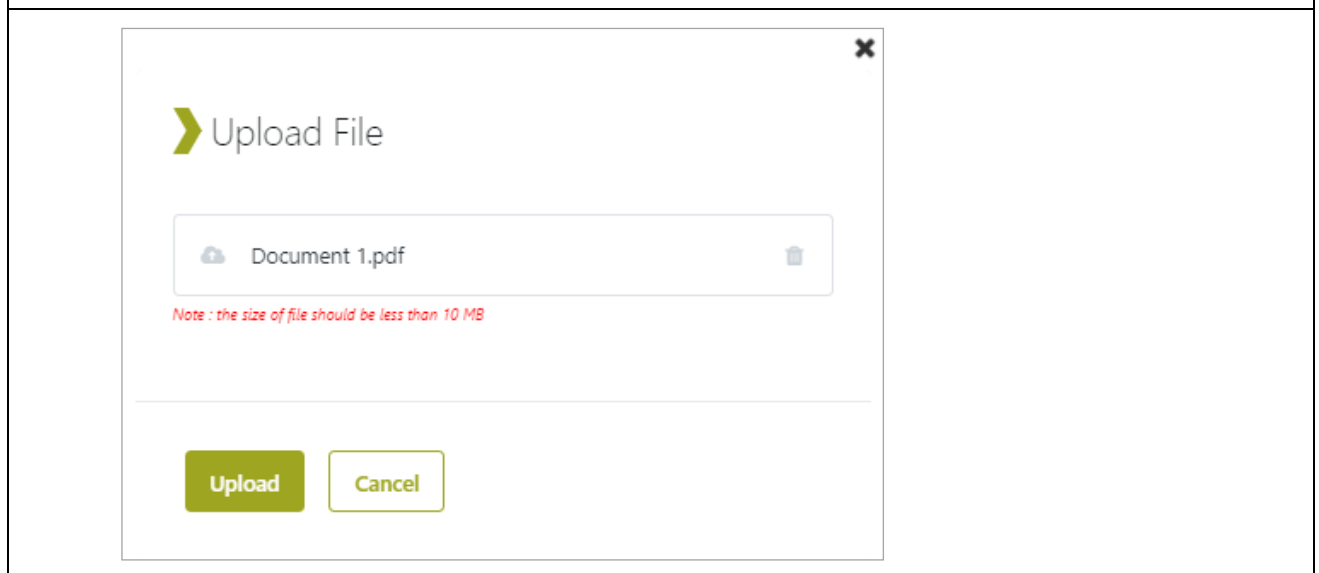 Upload File
Document 1.pdf
Note : the size of file should be less than 10 MB
Upload Cancel